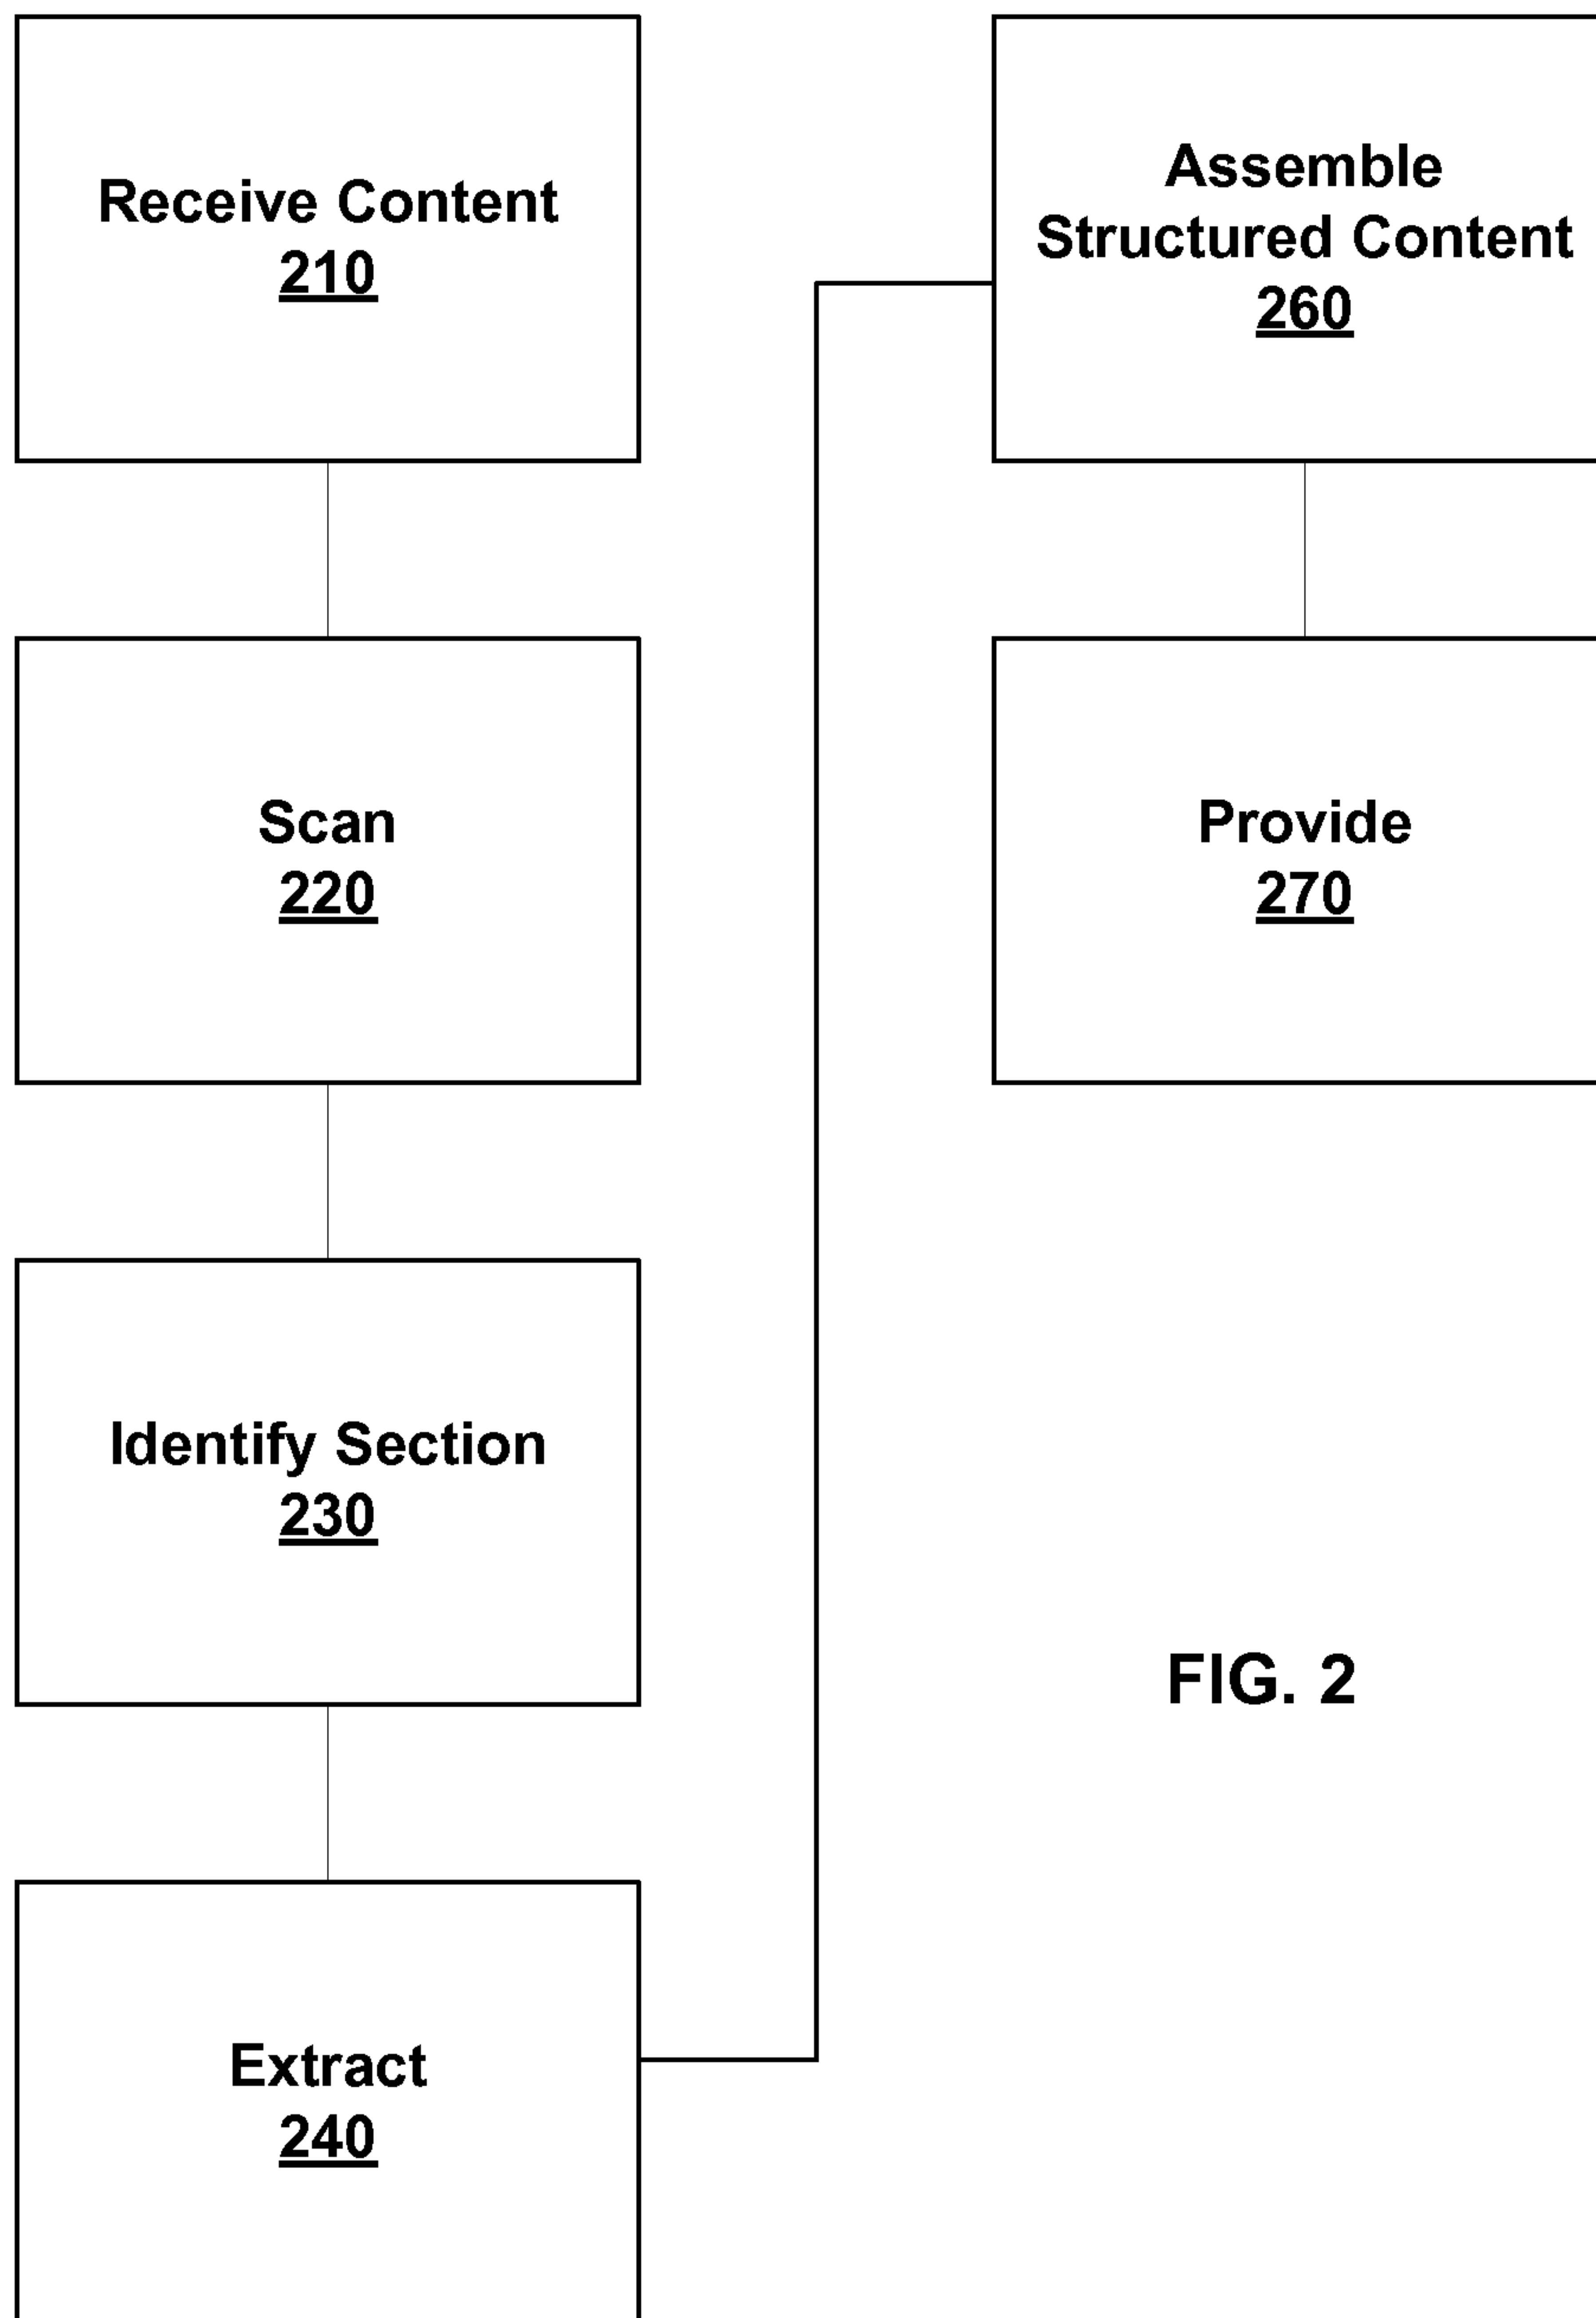 Receive Content
210
Scan
220
Identify Section
230
Extract
240
Assemble
Structured Content
260
Provide
270
FIG. 2